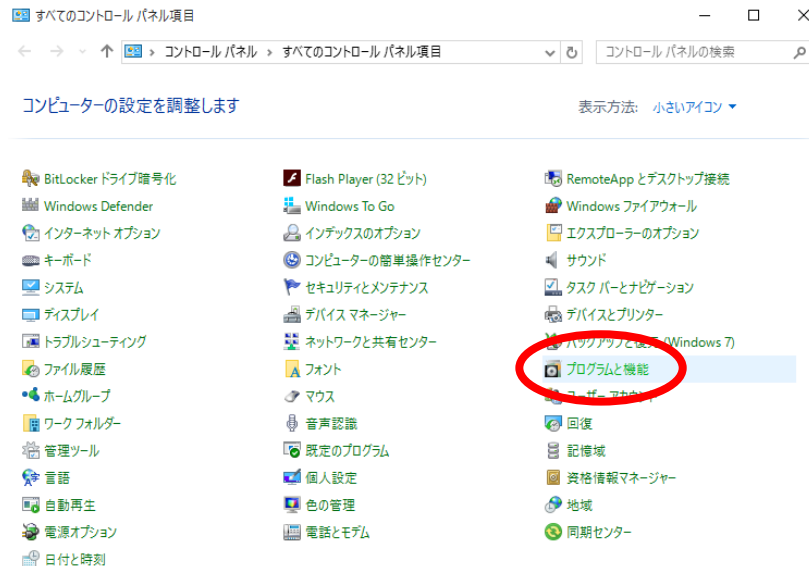 すべてのコントロール パネル項目
コントロール パネル › すべてのコントロール パネル項目
コントロール パネルの検索
コンピューターの設定を調整します
表示方法: 小さいアイコン
BitLocker ドライブ暗号化 Flash Player (32 ビット) RemoteApp とデスクトップ接続
Windows Defender Windows To Go Windows ファイアウォール
インターネット オプション インデックスのオプション エクスプローラーのオプション
キーボード コンピューターの簡単操作センター サウンド
システム セキュリティとメンテナンス タスク バーとナビゲーション
ディスプレイ デバイス マネージャー デバイスとプリンター
トラブルシューティング ネットワークと共有センター バックアップと復元 (Windows 7)
ファイル履歴 フォント プログラムと機能
ホームグループ マウス ユーザー アカウント
ワーク フォルダー 音声認識 回復
管理ツール 既定のプログラム 記憶域
言語 個人設定 資格情報マネージャー
自動再生 色の管理 地域
電源オプション 電話とモデム 同期センター
日付と時刻